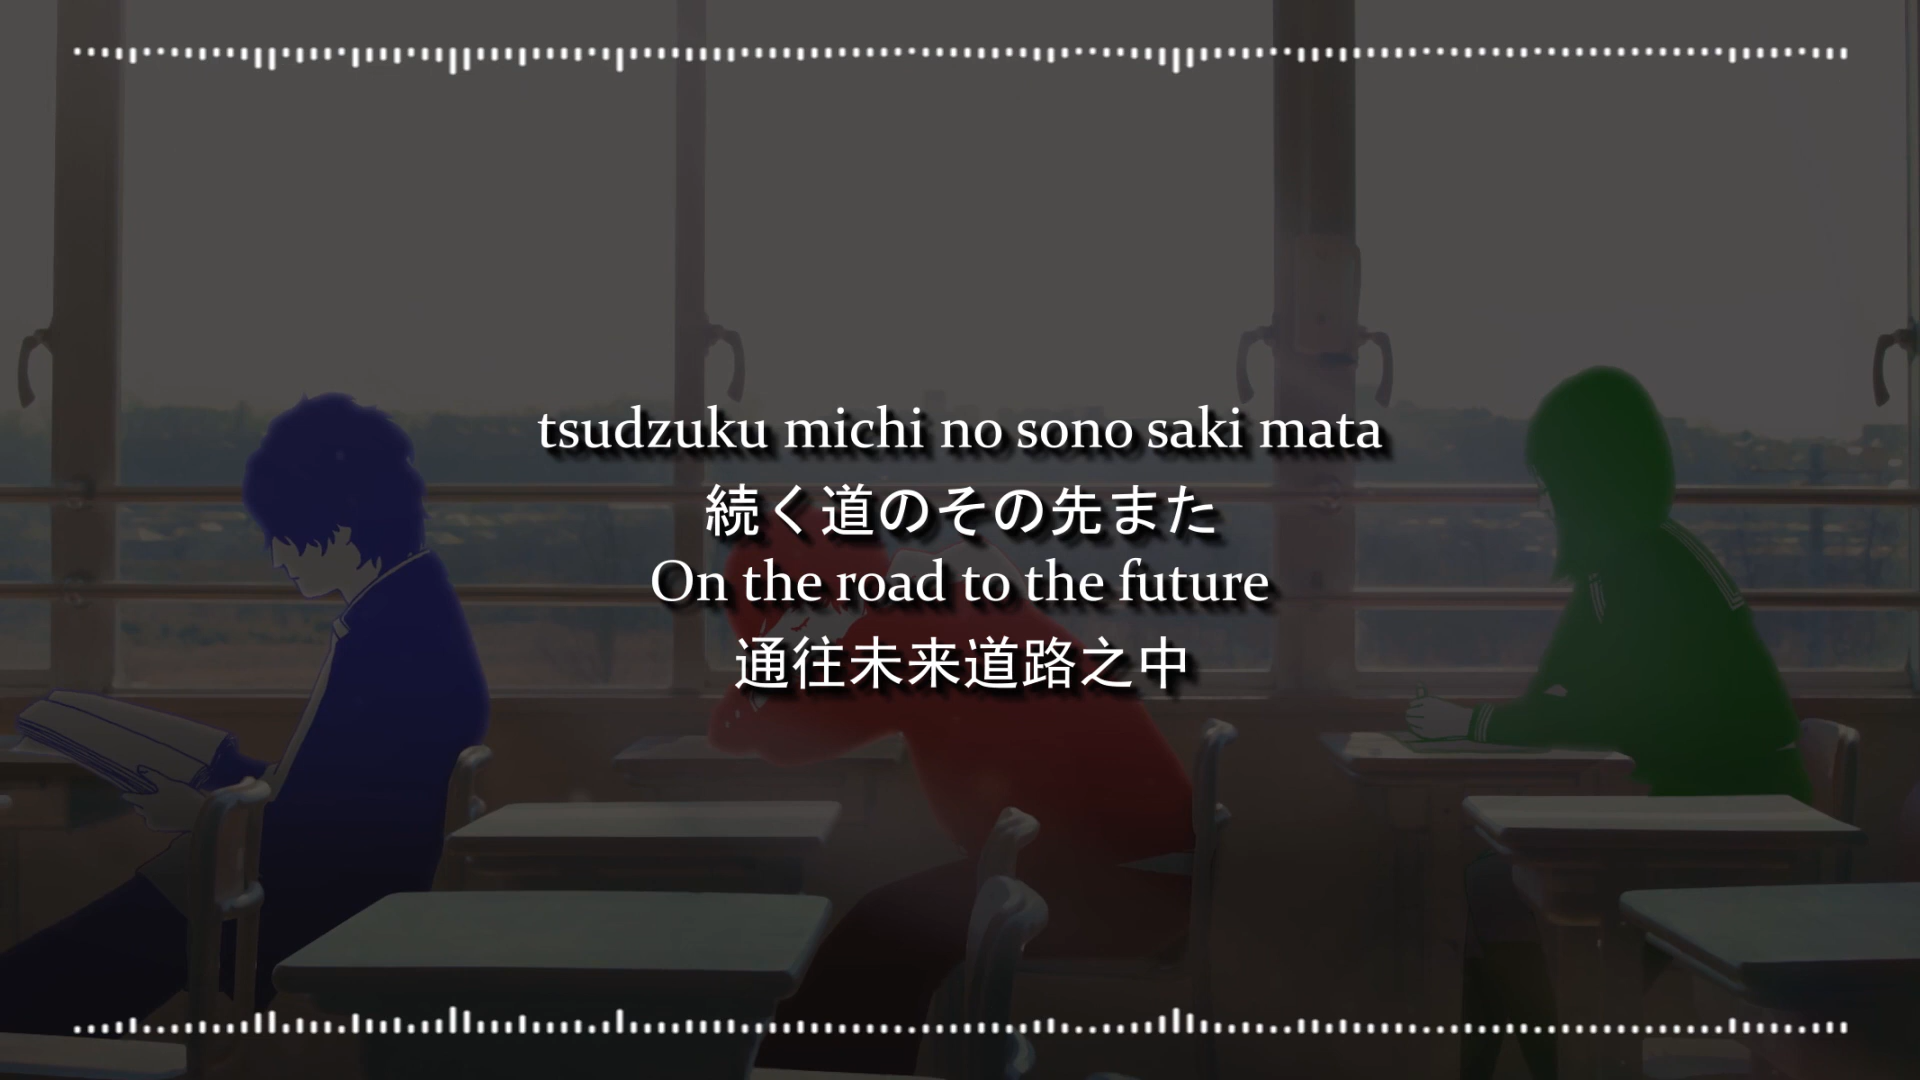 tsudzuku michi no sono saki mata
続く道のその先また
On the road to the future
通往未来道路之中